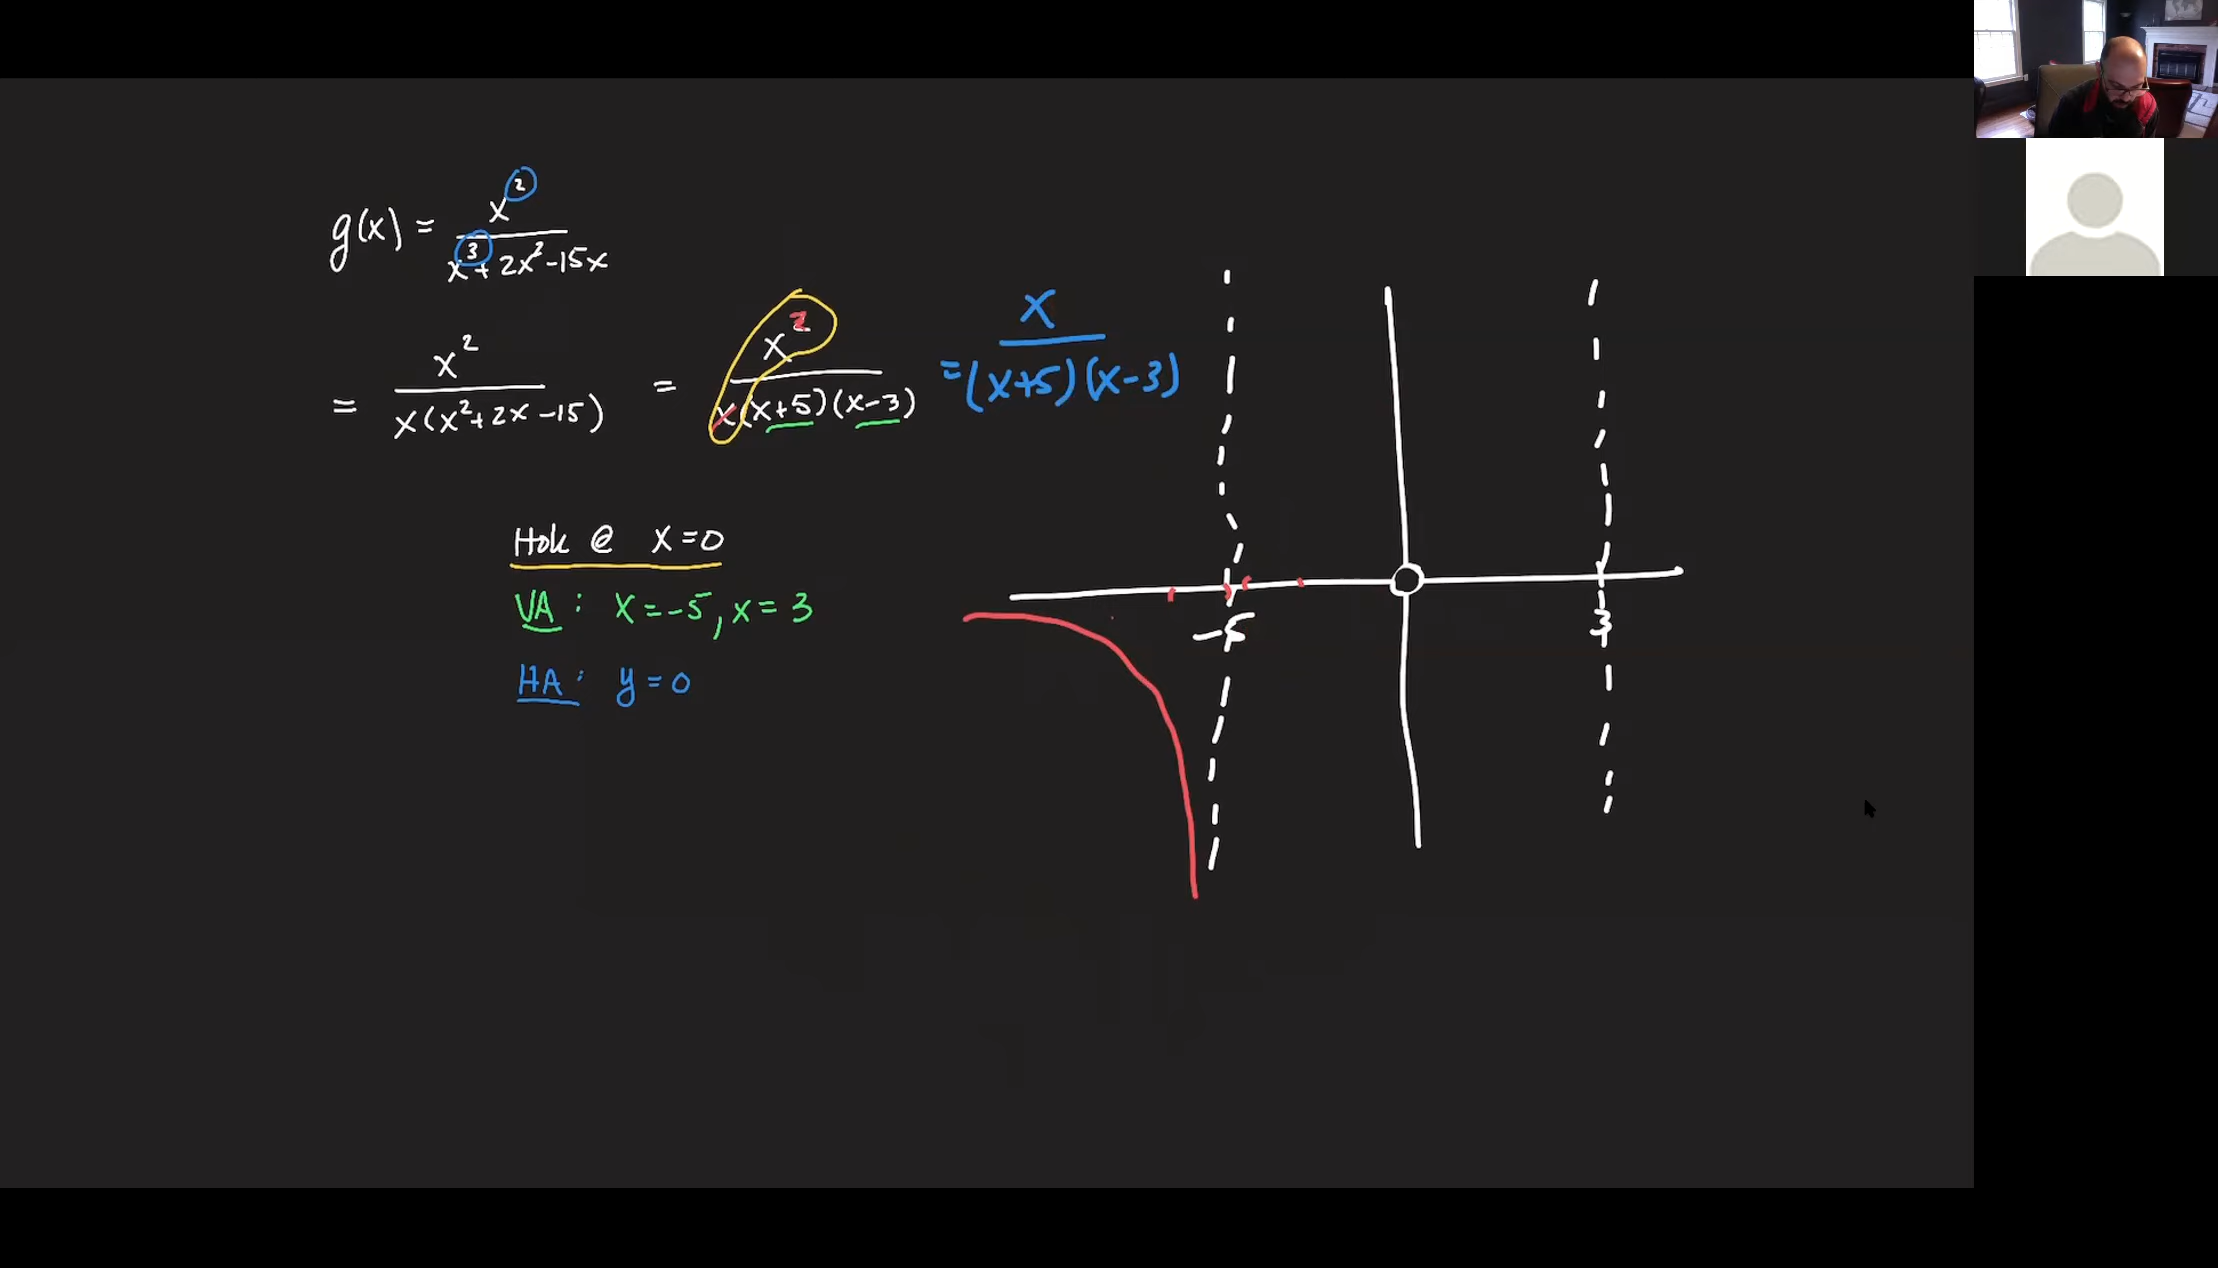 g(x) = x² / x³ + 2x² - 15x
= x² / x(x² + 2x - 15) = x² / x(x+5)(x-3) = x / (x+5)(x-3)
Hole @ x = 0
VA : x = -5, x = 3
HA : y = 0
-5 3